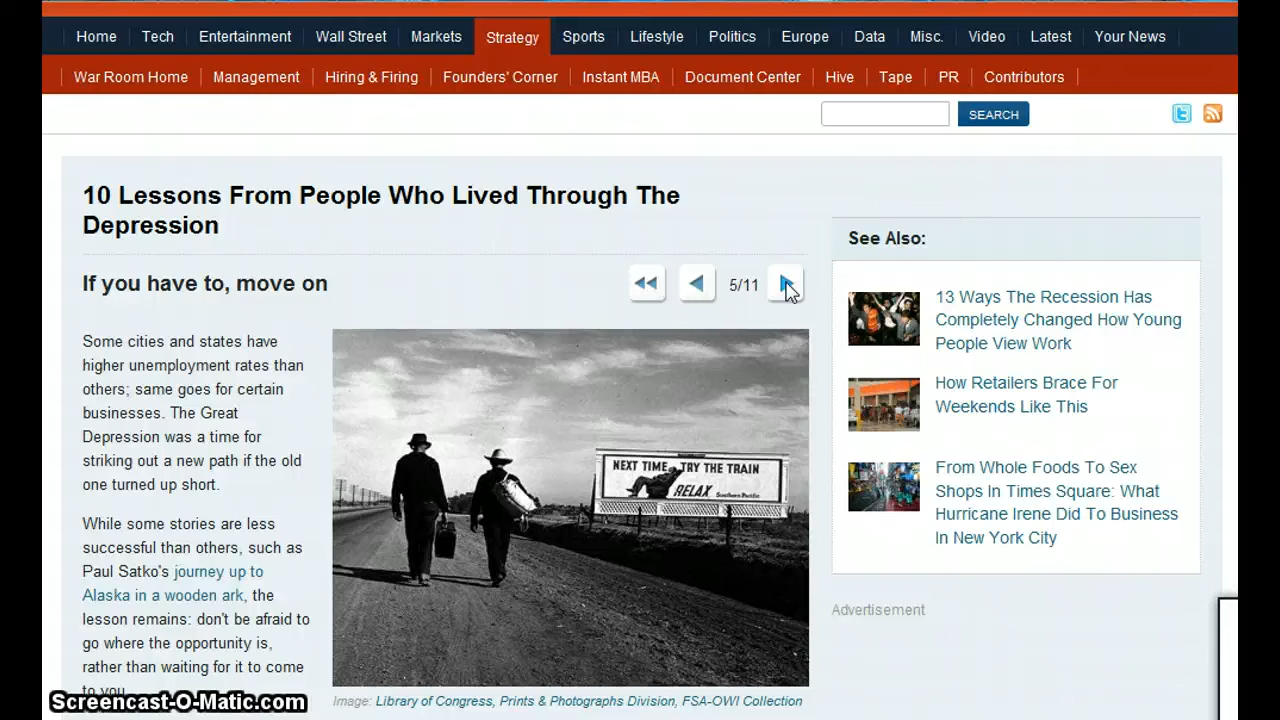 Home Tech Entertainment Wall Street Markets Strategy Sports Lifestyle Politics Europe Data Misc. Video Latest Your News
War Room Home Management Hiring & Firing Founders' Corner Instant MBA Document Center Hive Tape PR Contributors
SEARCH
10 Lessons From People Who Lived Through The
Depression
If you have to, move on
5/11
Some cities and states have
higher unemployment rates than
others; same goes for certain
businesses. The Great
Depression was a time for
striking out a new path if the old
one turned up short.
While some stories are less
successful than others, such as
Paul Satko's journey up to
Alaska in a wooden ark, the
lesson remains: don't be afraid to
go where the opportunity is,
rather than waiting for it to come
to you.
NEXT TIME TRY THE TRAIN
RELAX
Southern Pacific
Image: Library of Congress, Prints & Photographs Division, FSA-OWI Collection
See Also:
13 Ways The Recession Has
Completely Changed How Young
People View Work
How Retailers Brace For
Weekends Like This
From Whole Foods To Sex
Shops In Times Square: What
Hurricane Irene Did To Business
In New York City
Advertisement
Screencast-O-Matic.com